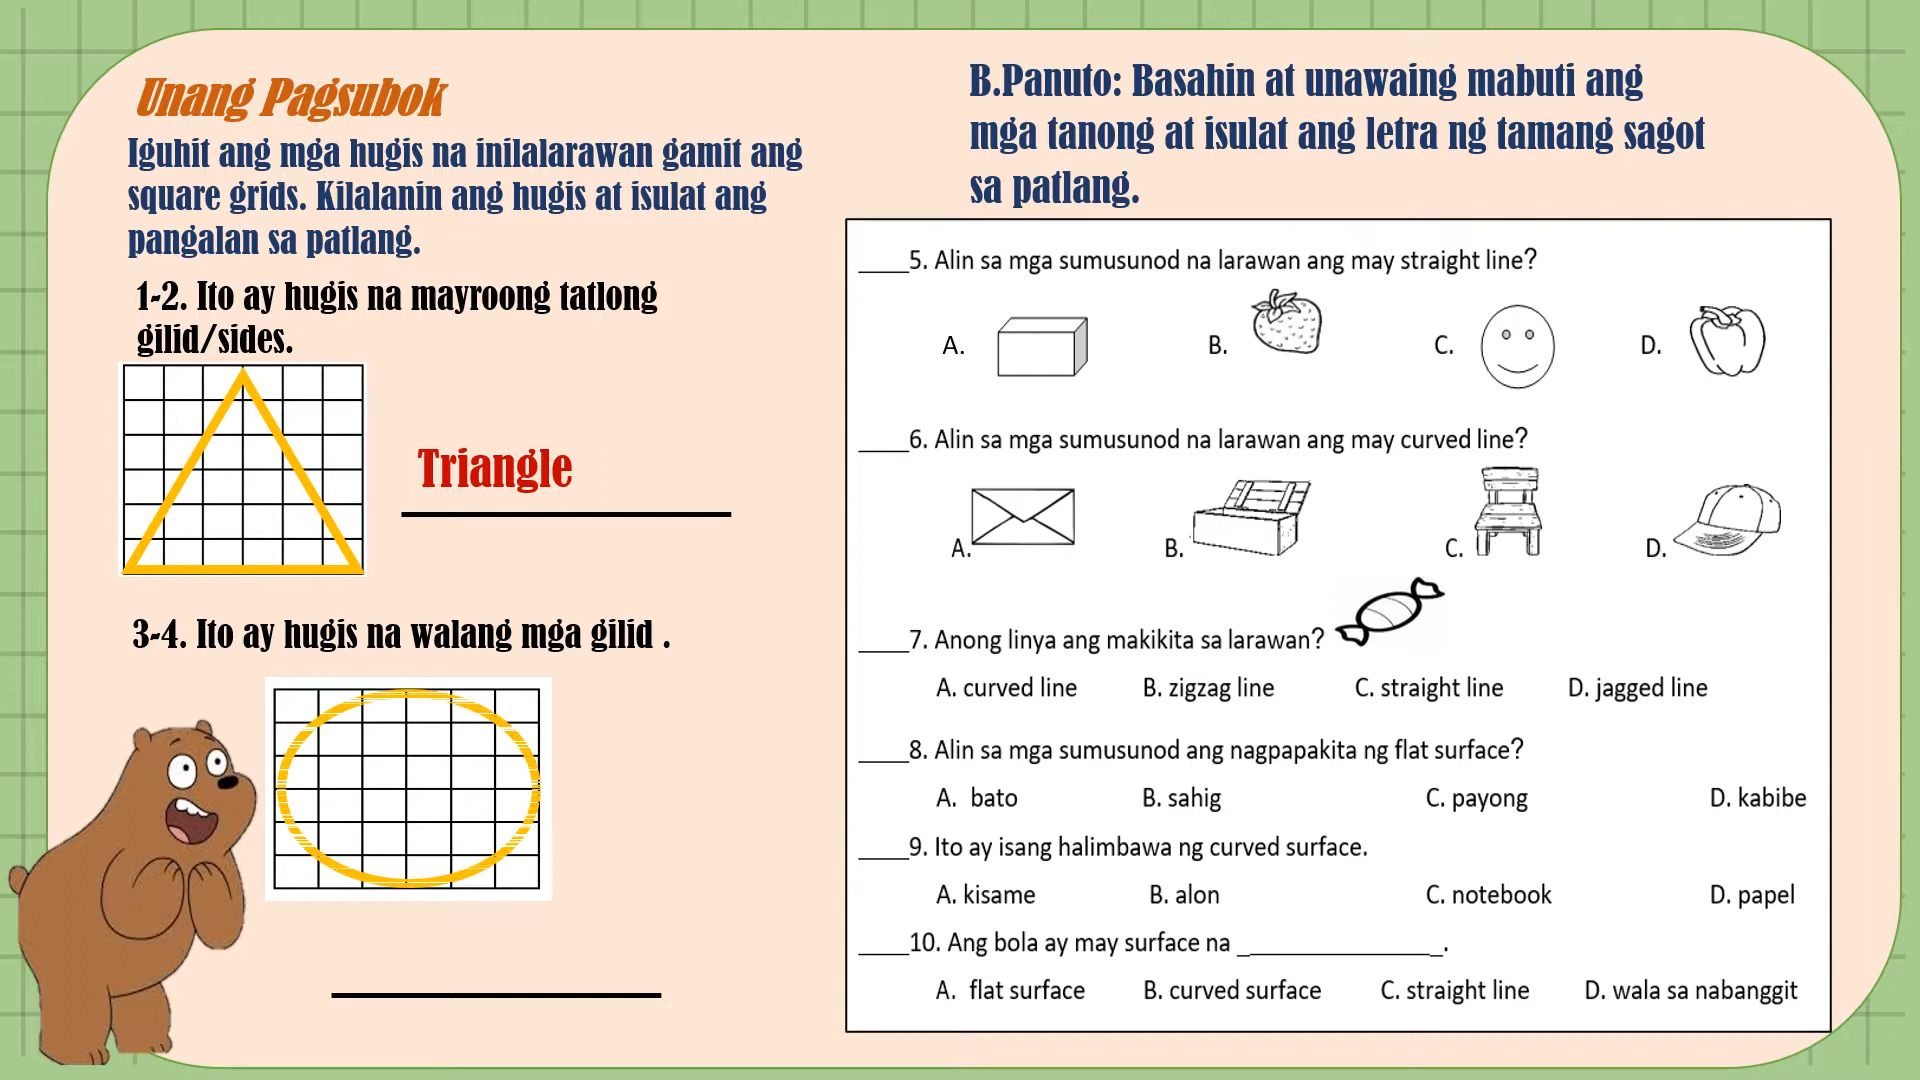 Unang Pagsubok
Iguhit ang mga hugis na inilalarawan gamit ang
square grids. Kilalanin ang hugis at isulat ang
pangalan sa patlang.
1-2. Ito ay hugis na mayroong tatlong
gilid/sides.
Triangle
3-4. Ito ay hugis na walang mga gilid .
B.Panuto: Basahin at unawaing mabuti ang
mga tanong at isulat ang letra ng tamang sagot
sa patlang.
____5. Alin sa mga sumusunod na larawan ang may straight line?
A. B. C. D.
____6. Alin sa mga sumusunod na larawan ang may curved line?
A. B. C. D.
____7. Anong linya ang makikita sa larawan?
A. curved line B. zigzag line C. straight line D. jagged line
____8. Alin sa mga sumusunod ang nagpapakita ng flat surface?
A. bato B. sahig C. payong D. kabibe
____9. Ito ay isang halimbawa ng curved surface.
A. kisame B. alon C. notebook D. papel
____10. Ang bola ay may surface na ________________.
A. flat surface B. curved surface C. straight line D. wala sa nabanggit